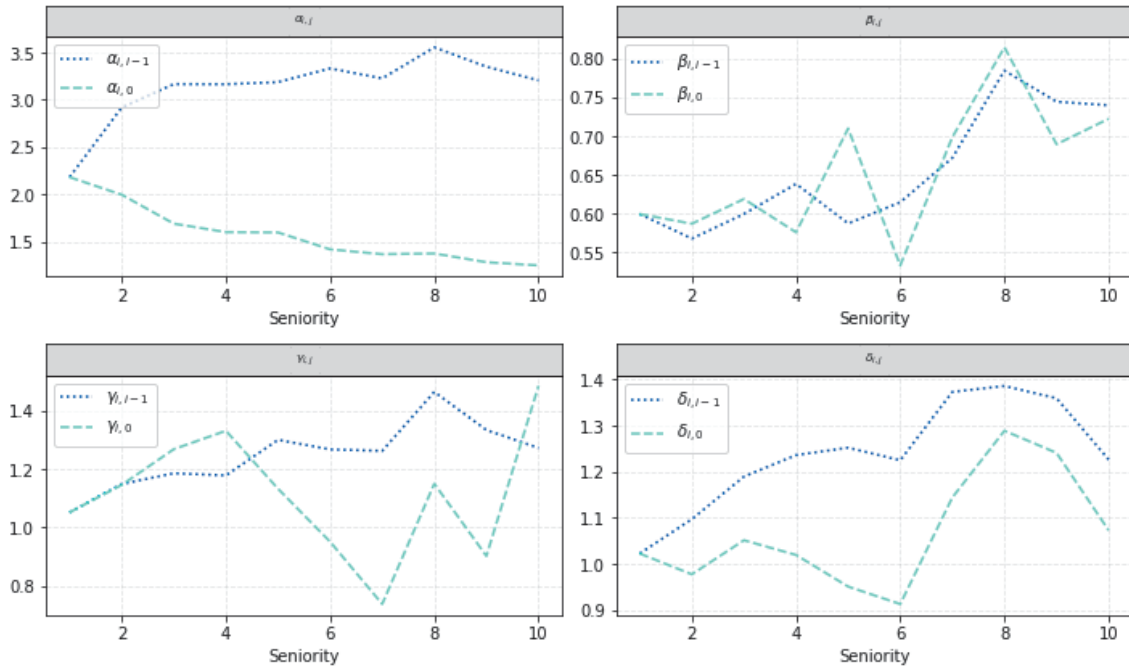 α_{i,j}
α_{i,i−1}
α_{i,0}
3.5
3.0
2.5
2.0
1.5
2 4 6 8 10
Seniority
β_{i,j}
β_{i,i−1}
β_{i,0}
0.80
0.75
0.70
0.65
0.60
0.55
2 4 6 8 10
Seniority
γ_{i,j}
γ_{i,i−1}
γ_{i,0}
1.4
1.2
1.0
0.8
2 4 6 8 10
Seniority
δ_{i,j}
δ_{i,i−1}
δ_{i,0}
1.4
1.3
1.2
1.1
1.0
0.9
2 4 6 8 10
Seniority